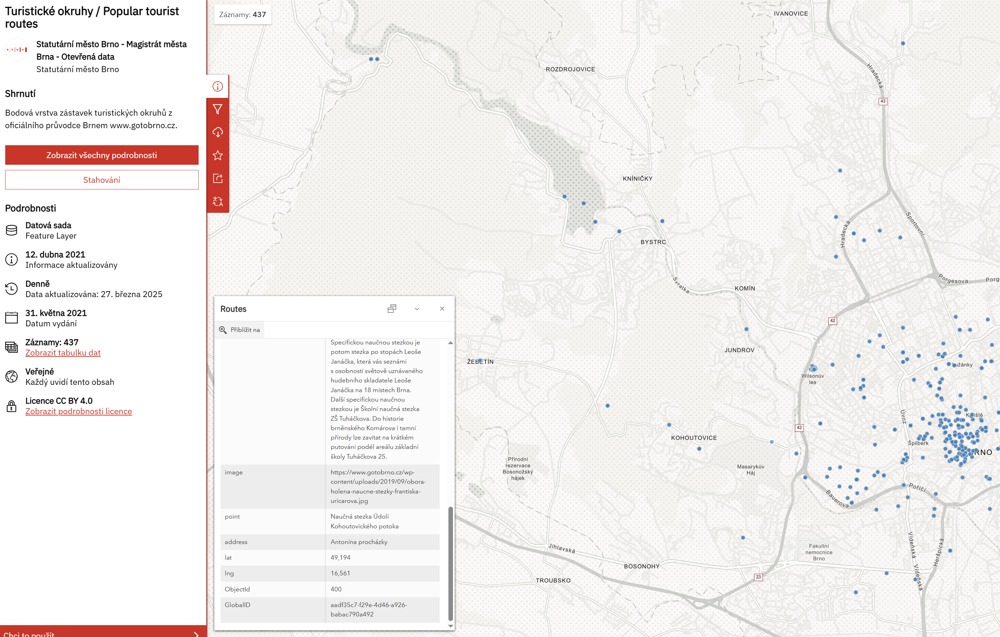 Turistické okruhy / Popular tourist
routes
BRNO
Statutární město Brno - Magistrát města
Brna - Otevřená data
Statutární město Brno
Shrnutí
Bodová vrstva zástavek turistických okruhů z
oficiálního průvodce Brnem www.gotobrno.cz.
Zobrazit všechny podrobnosti
Stahování
Podrobnosti
Datová sada
Feature Layer
12. dubna 2021
Informace aktualizovány
Denně
Data aktualizována: 27. března 2025
31. května 2021
Datum vydání
Záznamy: 437
Zobrazit tabulku dat
Veřejné
Každý uvidí tento obsah
Licence CC BY 4.0
Zobrazit podrobnosti licence
Chci to použít
Záznamy: 437
Routes
Přiblížit na
Specifickou naučnou stezkou je
potom stezka po stopách Leoše
Janáčka, která vás seznámí
s osobností světově uznávaného
hudebního skladatele Leoše
Janáčka na 18 místech Brna.
Další specifickou naučnou
stezkou je Školní naučná stezka
ZŠ Tuháčkova. Do historie
brněnského Komárova i tamní
přírody lze zavítat na krátkém
putování podél areálu základní
školy Tuháčkova 25.
image
https://www.gotobrno.cz/wp-
content/uploads/2019/09/obora-
holena-naucne-stezky-frantiska-
uricarova.jpg
point
Naučná stezka Údolí
Kohoutovického potoka
address
Antonína procházky
lat
49,194
lng
16,561
ObjectId
400
GlobalID
aadf35c7-f29e-4d46-a926-
babac790a492
IVANOVICE
ROZDROJOVICE
Hradecká
43
KNÍNIČKY
Sportovní
Hradecká
BYSTRC
Svratka
KOMÍN
Porgesova
Porg
42
JUNDROV
ŽEBĚTÍN
Lužánky
Wilsonův
les
Úvoz
Koliště
42
KOHOUTOVICE
Špilberk
BRNO
Přírodní
rezervace
Bosonožský
hájek
Masarykův
Háj
Poříčí
Bauerova
Vídeňská
Heršpická
Jihlavská
Fakultní
nemocnice
Brno
BOSONOHY
Vídeňská
23
TROUBSKO